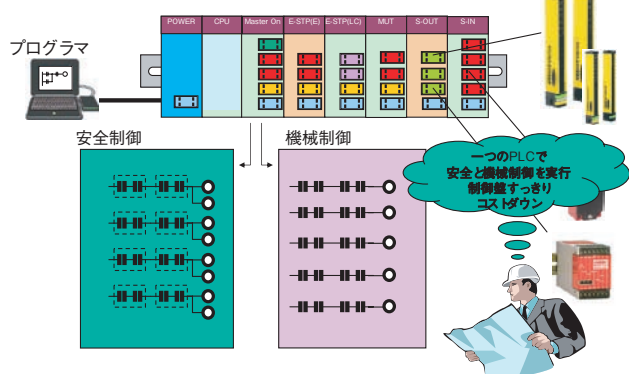 POWER CPU Master On E-STP(E) E-STP(LC) MUT S-OUT S-IN
プログラマ
安全制御
機械制御
一つのPLCで
安全と機械制御を実行
制御盤すっきり
コストダウン